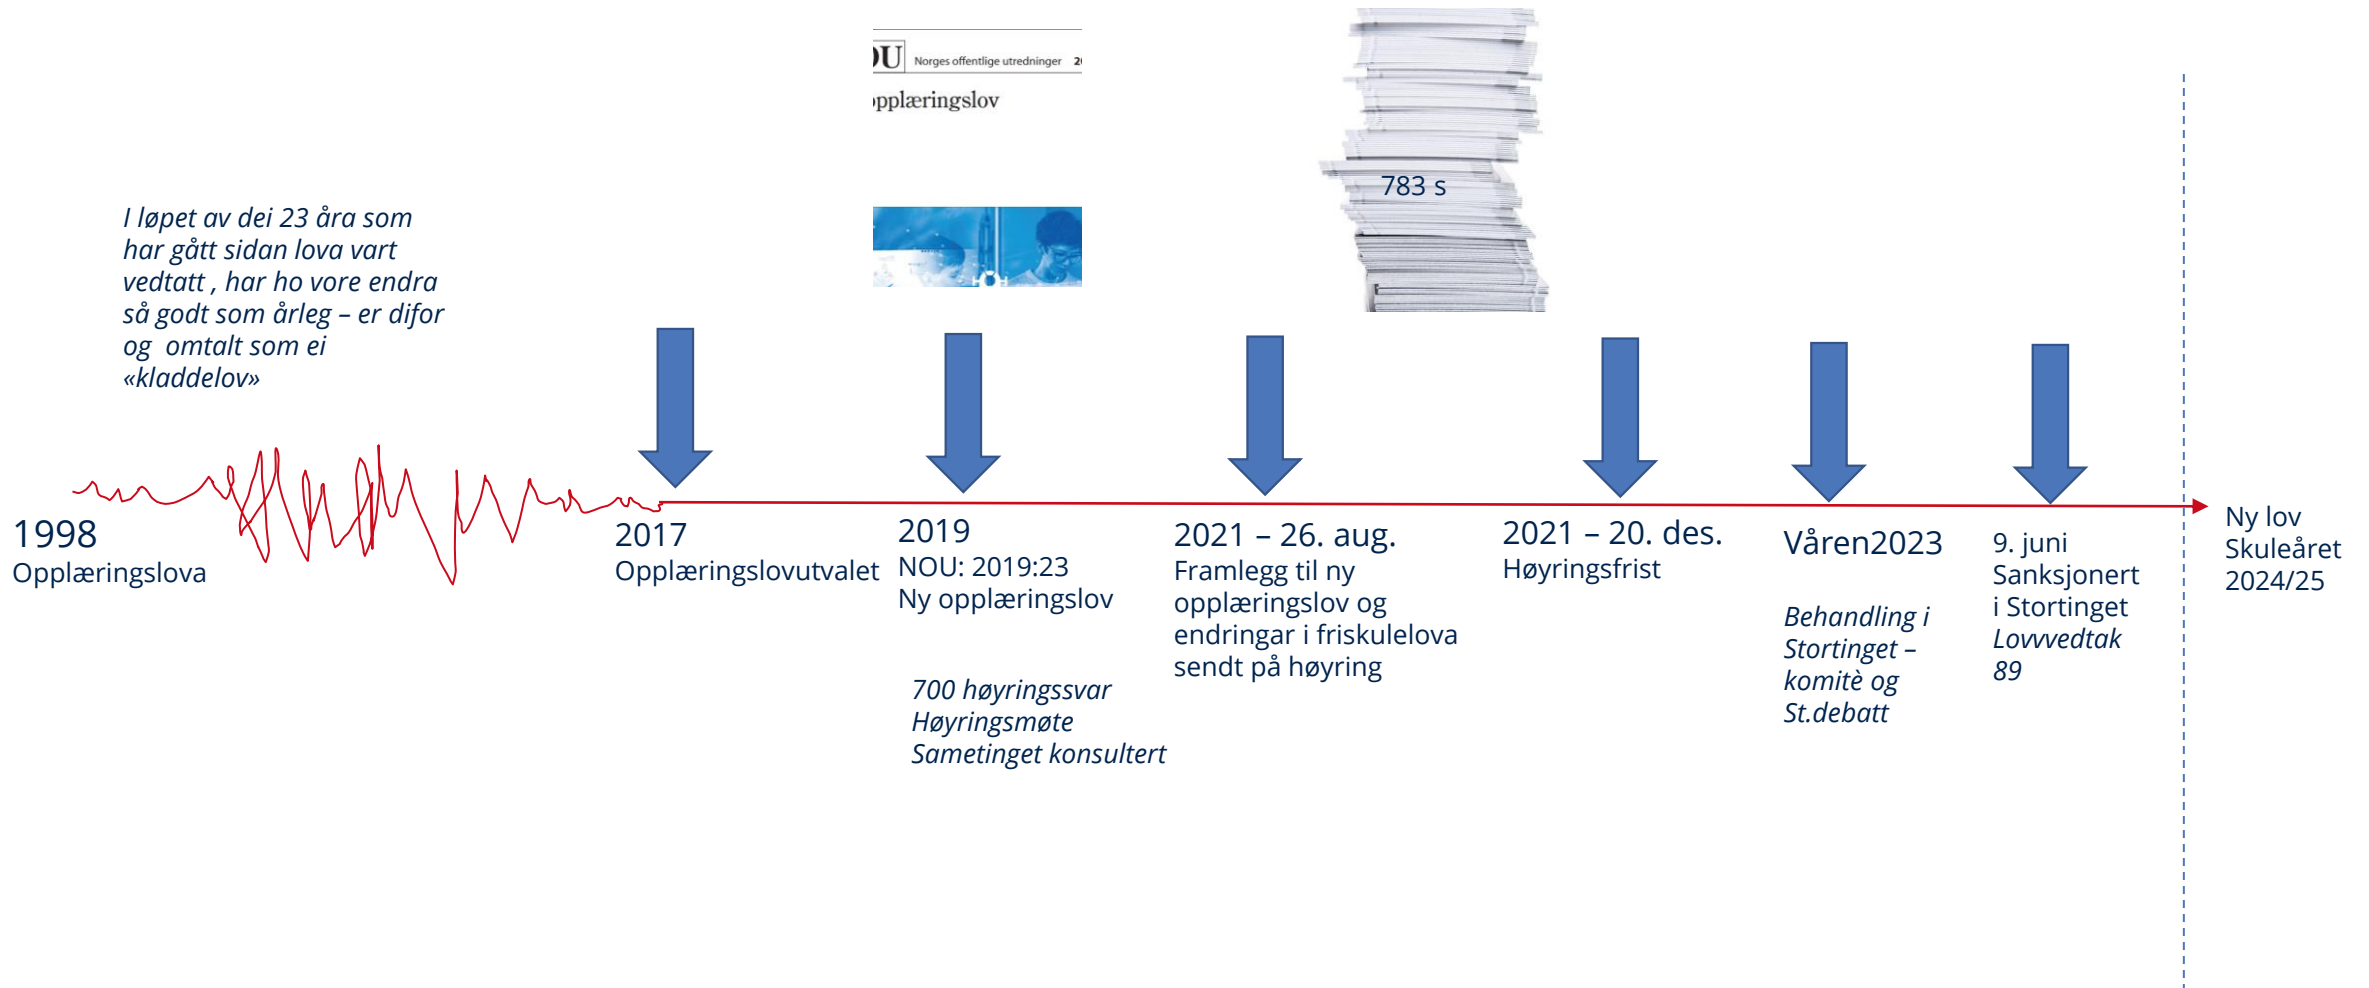 OU Norges offentlige utredninger
opplæringslov
783 s
I løpet av dei 23 åra som
har gått sidan lova vart
vedtatt , har ho vore endra
så godt som årleg – er difor
og  omtalt som ei
«kladdelov»
1998
Opplæringslova
2017
Opplæringslovutvalet
2019
NOU: 2019:23
Ny opplæringslov
700 høyringssvar
Høyringsmøte
Sametinget konsultert
2021 – 26. aug.
Framlegg til ny
opplæringslov og
endringar i friskulelova
sendt på høyring
2021 – 20. des.
Høyringsfrist
Våren2023
Behandling i
Stortinget –
komitè og
St.debatt
9. juni
Sanksjonert
i Stortinget
Lovvvedtak
89
Ny lov
Skuleåret
2024/25